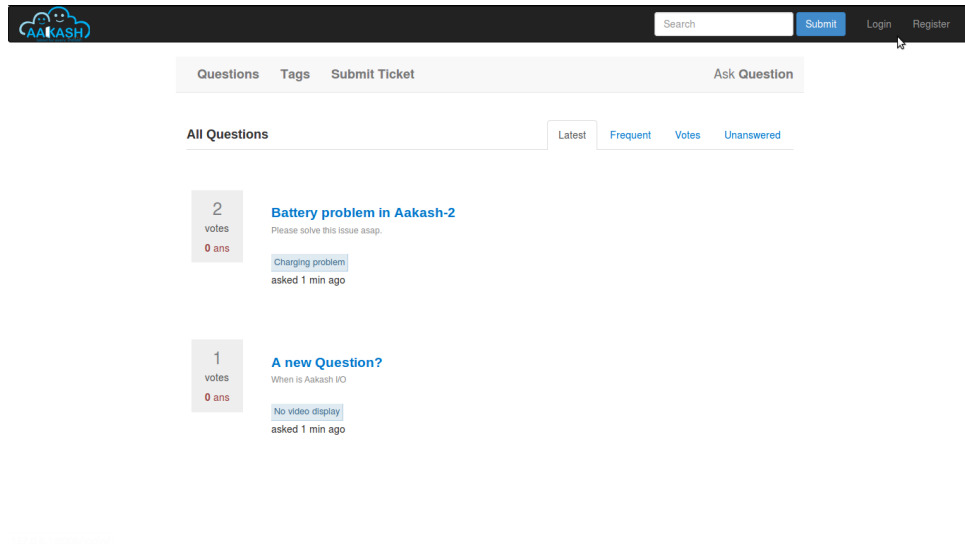 AAKASH
Search
Submit
Login
Register
Questions
Tags
Submit Ticket
Ask Question
All Questions
Latest
Frequent
Votes
Unanswered
2
votes
0 ans
Battery problem in Aakash-2
Please solve this issue asap.
Charging problem
asked 1 min ago
1
votes
0 ans
A new Question?
When is Aakash I/O
No video display
asked 1 min ago